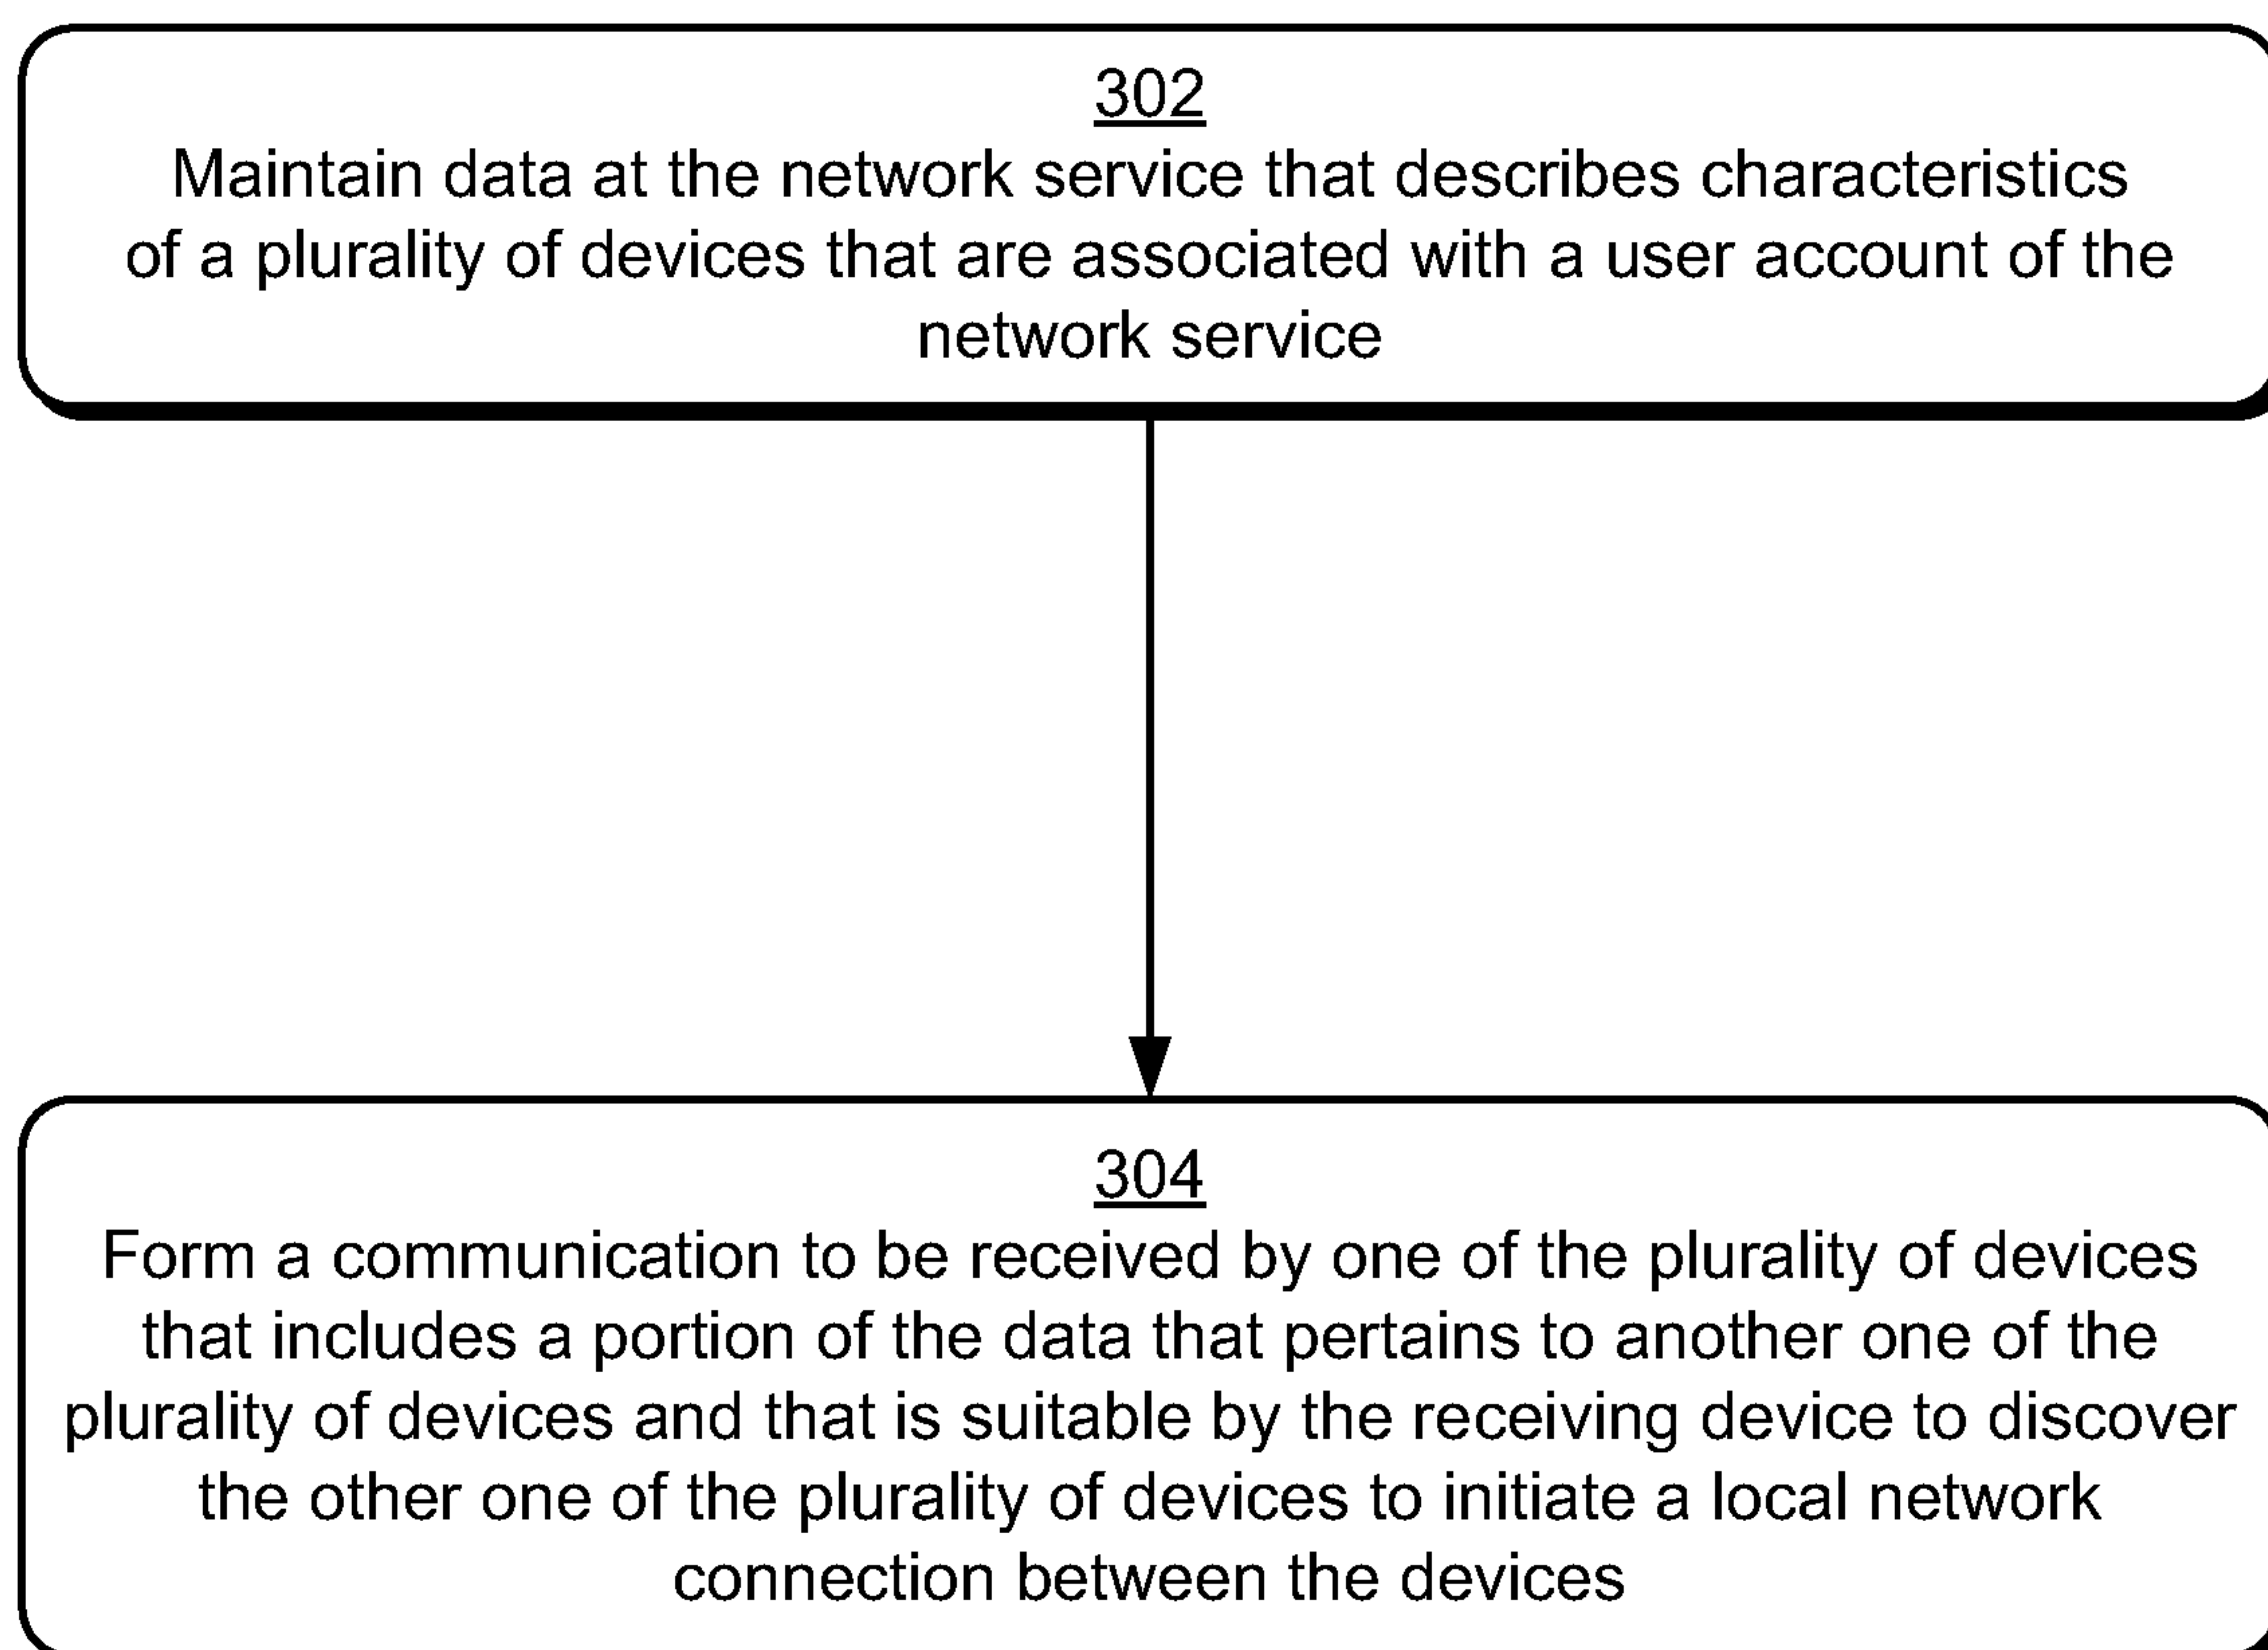 302
Maintain data at the network service that describes characteristics
of a plurality of devices that are associated with a user account of the
network service
304
Form a communication to be received by one of the plurality of devices
that includes a portion of the data that pertains to another one of the
plurality of devices and that is suitable by the receiving device to discover
the other one of the plurality of devices to initiate a local network
connection between the devices